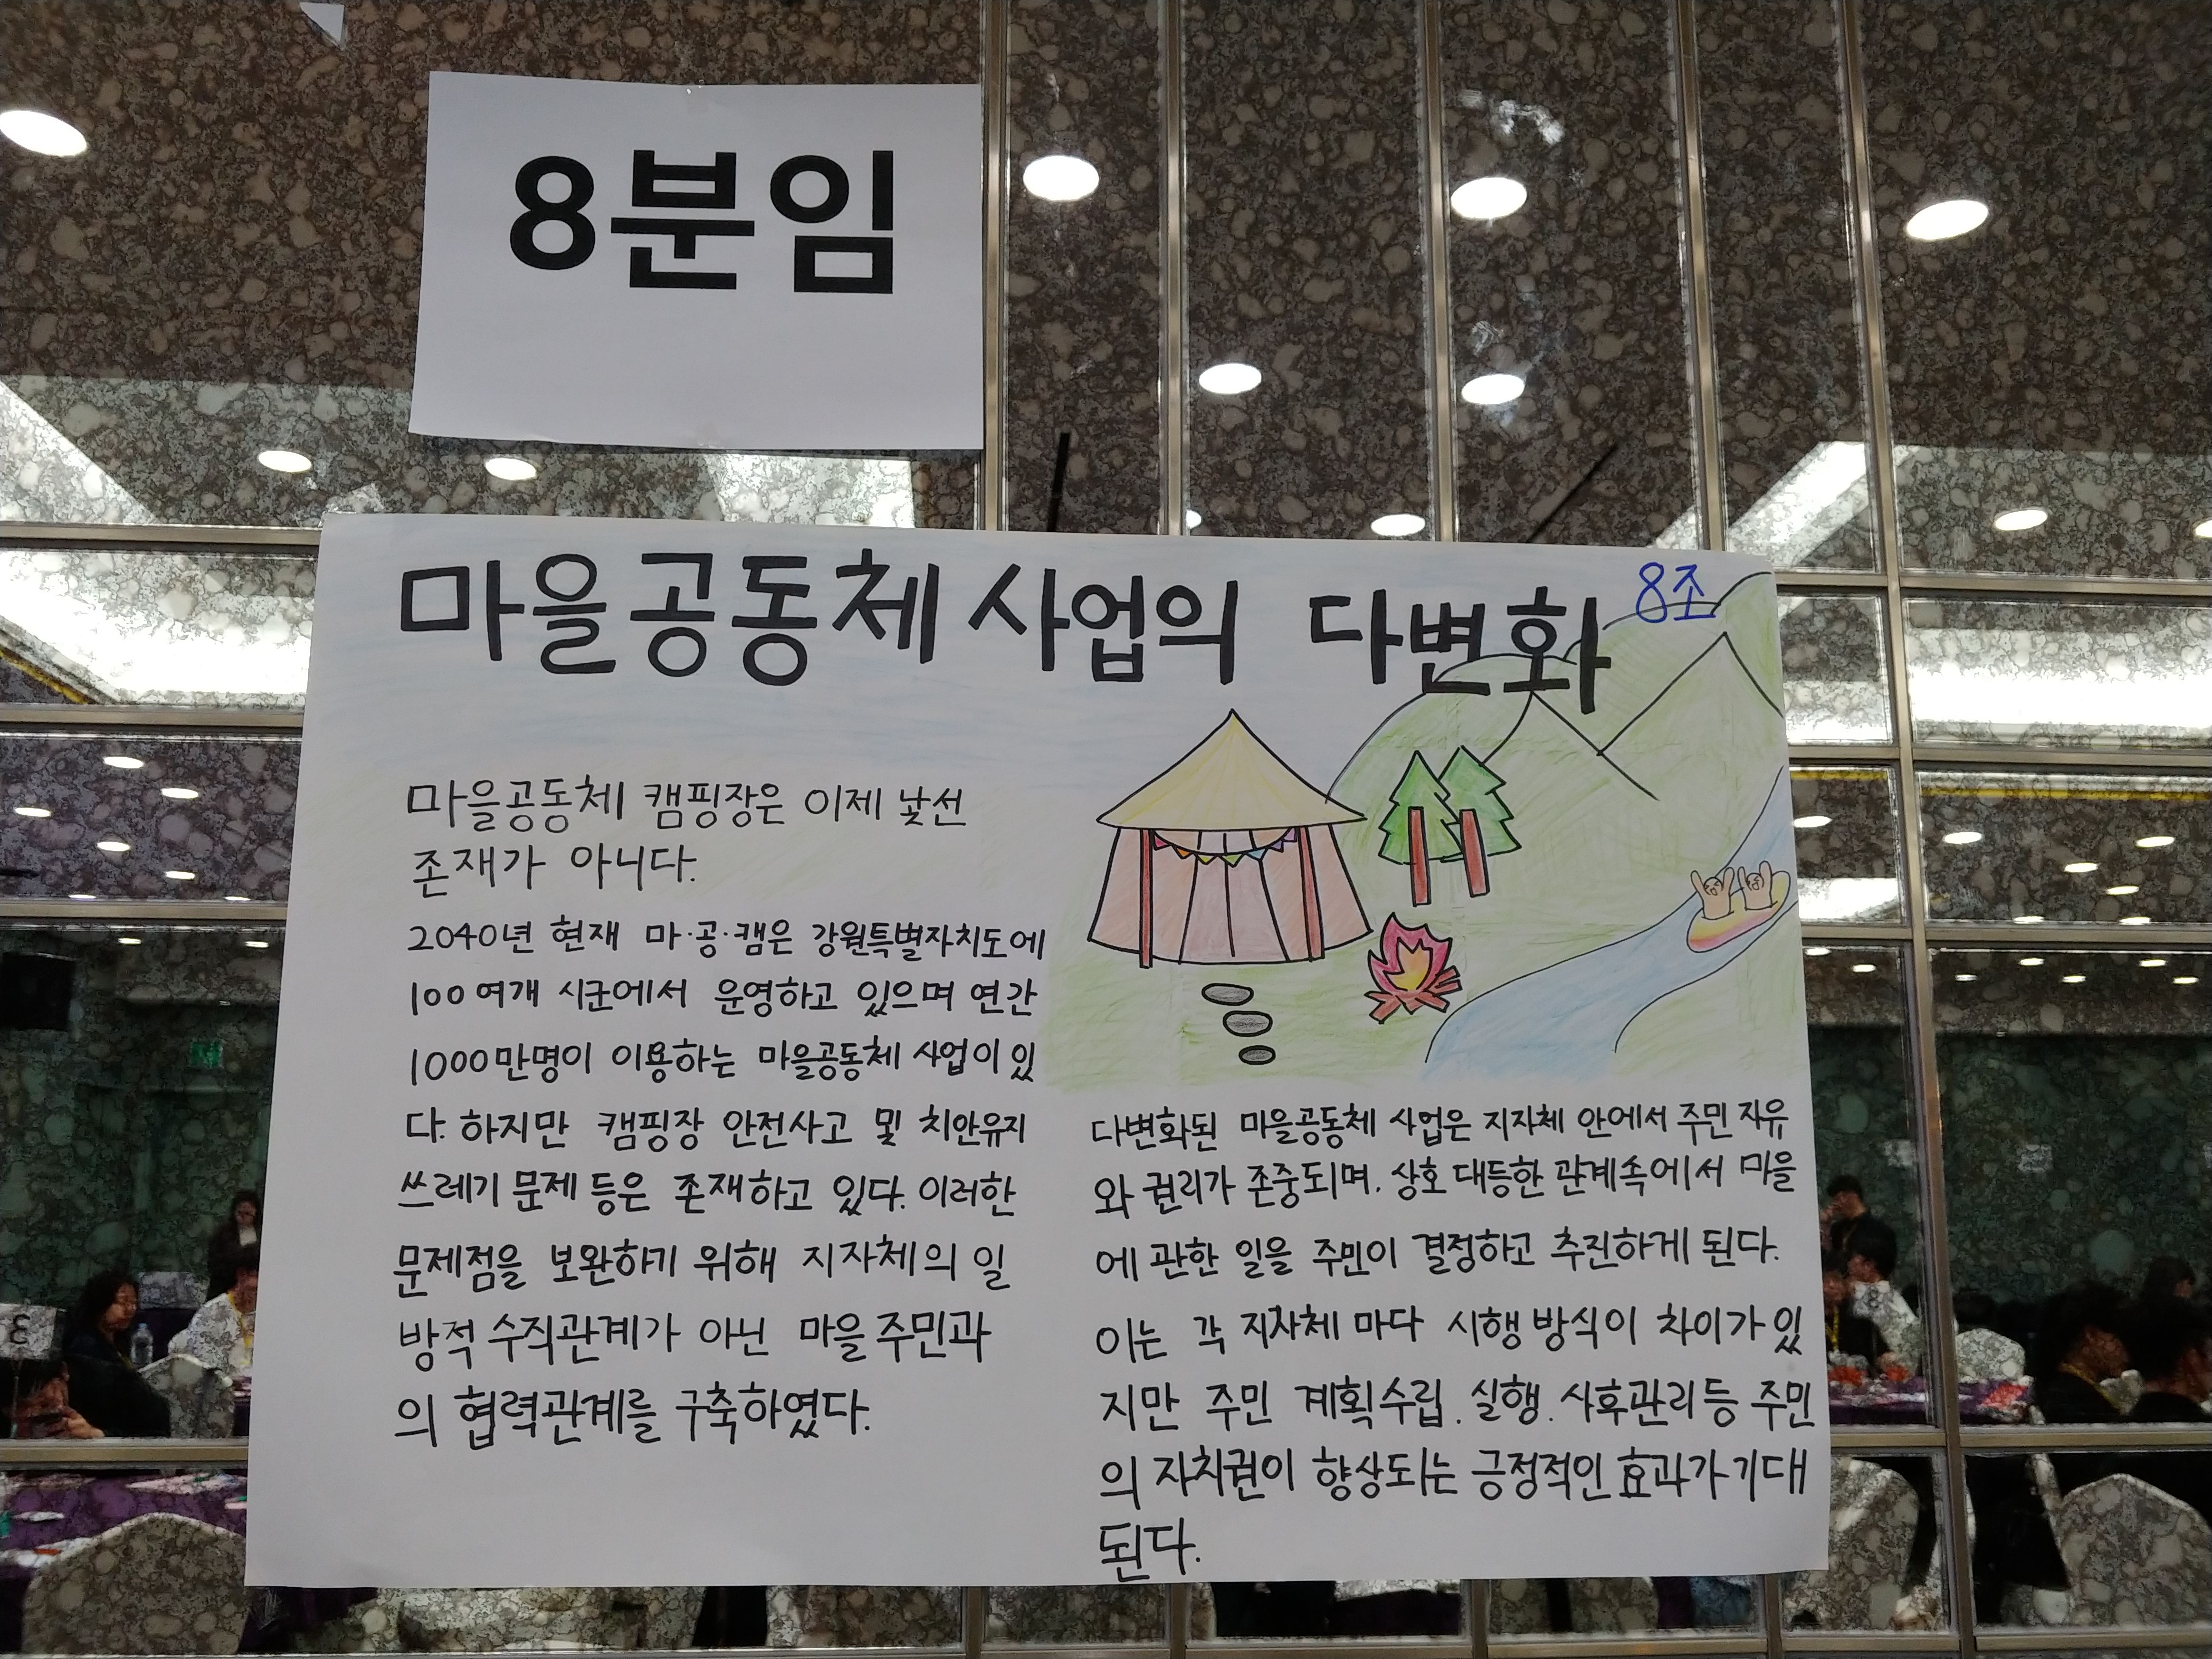 8분임
마을공동체 사업의 다변화
8조
마을공동체 캠핑장은 이제 낯선
존재가 아니다.
2040년 현재 마·공·캠은 강원특별자치도에
100여개 시군에서 운영하고 있으며 연간
1000만명이 이용하는 마을공동체 사업이 있
다. 하지만 캠핑장 안전사고 및 치안유지
쓰레기 문제 등은 존재하고 있다. 이러한
문제점을 보완하기 위해 지자체의 일
방적 수직관계가 아닌 마을 주민과
의 협력관계를 구축하였다.
다변화된 마을공동체 사업은 지자체 안에서 주민 자유
와 권리가 존중되며, 상호 대등한 관계속에서 마을
에 관한 일을 주민이 결정하고 추진하게 된다.
이는 각 지자체 마다 시행 방식이 차이가 있
지만 주민 계획수립, 실행, 사후관리 등 주민
의 자치권이 향상되는 긍정적인 효과가 기대
된다.
3
8